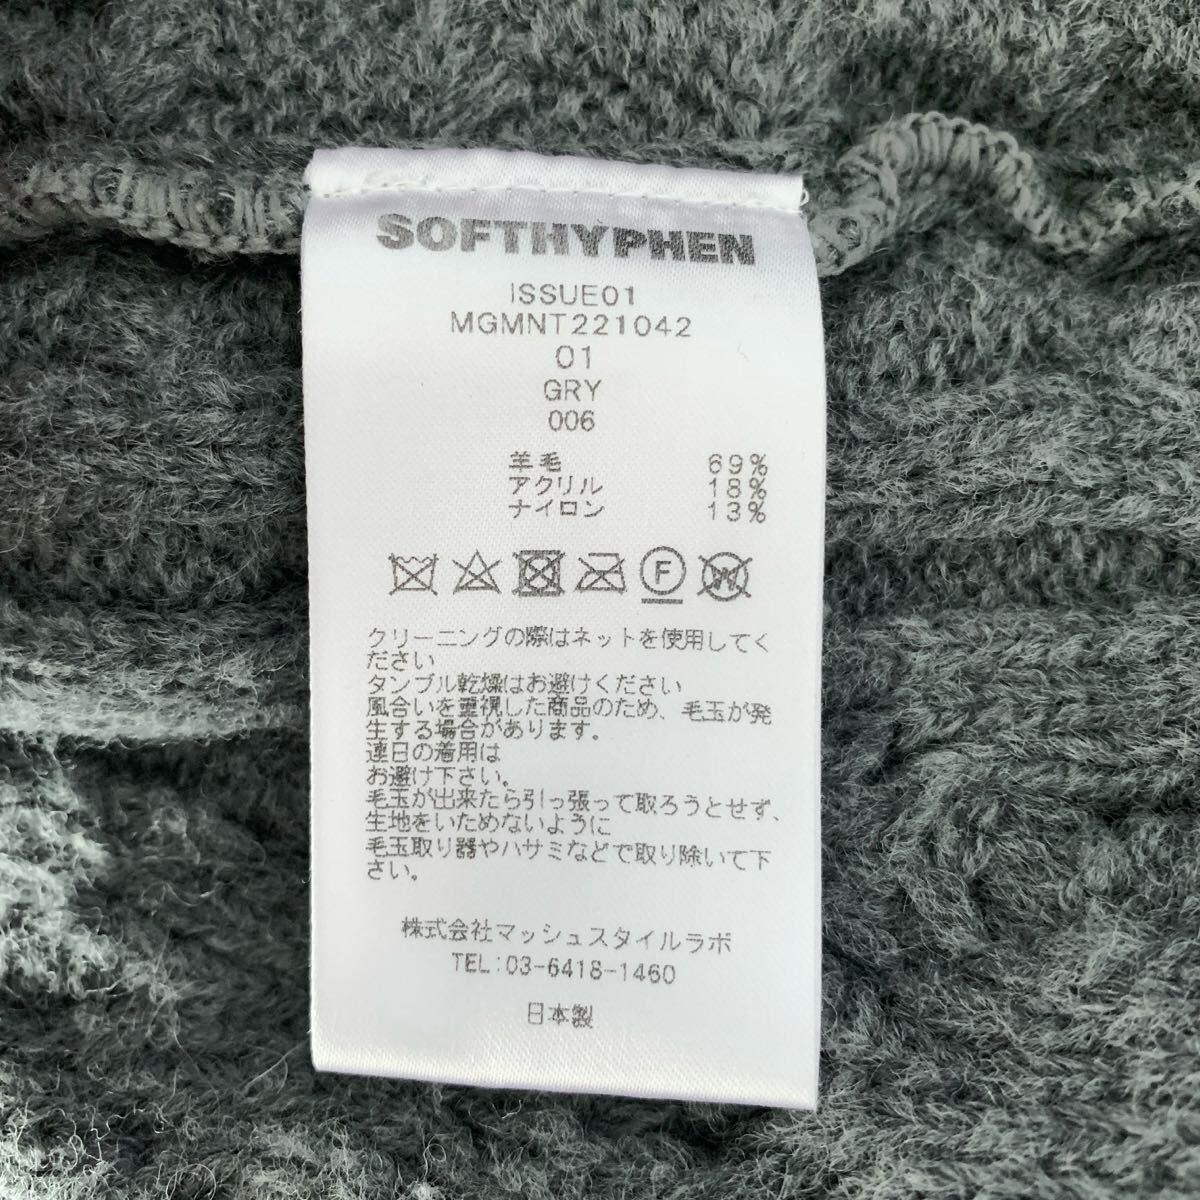 SOFTHYPHEN
ISSUE01
MGMNT221042
01
GRY
006
羊毛 69%
アクリル 18%
ナイロン 13%
F W
クリーニングの際はネットを使用してく
ださい
タンブル乾燥はお避けください
風合いを重視した商品のため、毛玉が発
生する場合があります。
連日の着用は
お避け下さい。
毛玉が出来たら引っ張って取ろうとせず、
生地をいためないように
毛玉取り器やハサミなどで取り除いて下
さい。
株式会社マッシュスタイルラボ
TEL:03-6418-1460
日本製